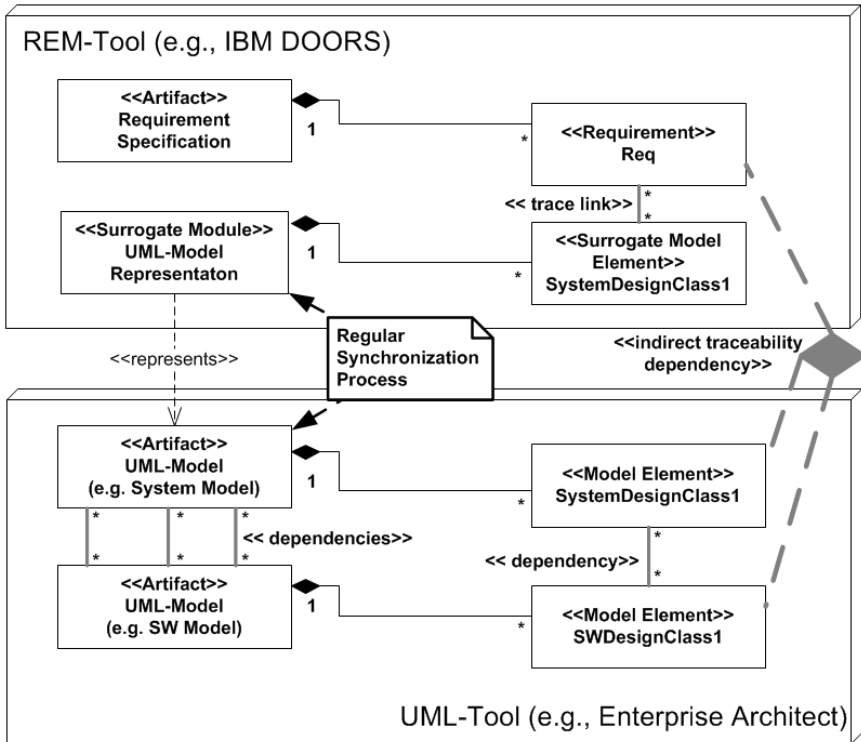 REM-Tool (e.g., IBM DOORS)
<<Artifact>>
Requirement
Specification
1
*
<<Requirement>>
Req
<< trace link>>
*
*
<<Surrogate Module>>
UML-Model
Representaton
1
*
<<Surrogate Model
Element>>
SystemDesignClass1
<<represents>>
Regular
Synchronization
Process
<<indirect traceability
dependency>>
<<Artifact>>
UML-Model
(e.g. System Model)
1
*
<<Model Element>>
SystemDesignClass1
* * *
* * *
<< dependencies>>
<< dependency>>
*
*
<<Artifact>>
UML-Model
(e.g. SW Model)
1
*
<<Model Element>>
SWDesignClass1
UML-Tool (e.g., Enterprise Architect)